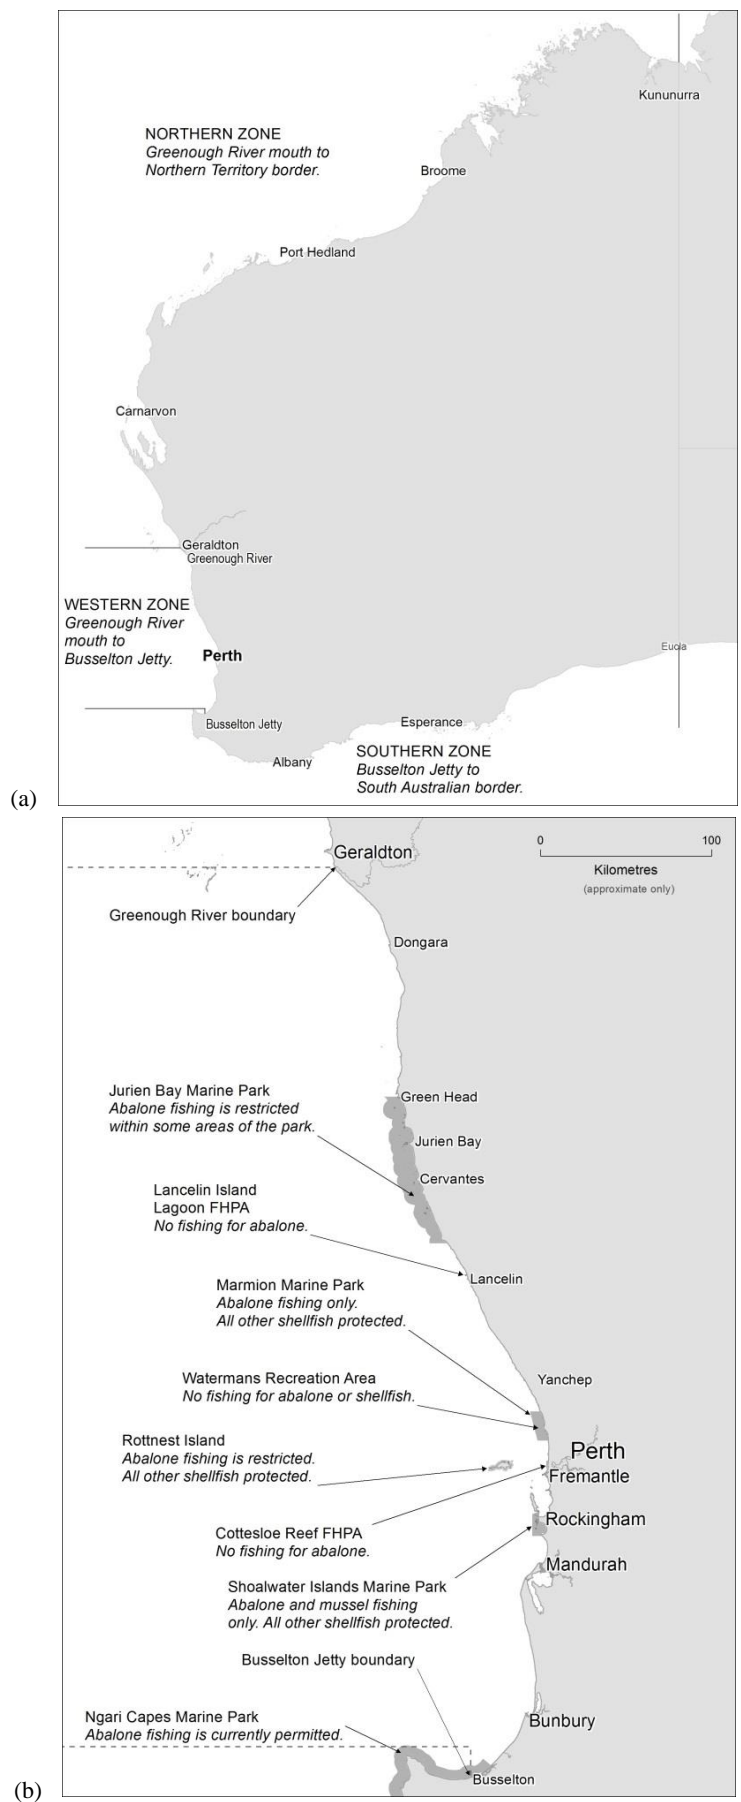 Kununurra
NORTHERN ZONE
Greenough River mouth to
Northern Territory border.
Broome
Port Hedland
Carnarvon
Geraldton
Greenough River
WESTERN ZONE
Greenough River
mouth to
Busselton Jetty.
Perth
Eucla
Busselton Jetty
Esperance
SOUTHERN ZONE
Busselton Jetty to
South Australian border.
Albany
(a)
Geraldton
0 100
Kilometres
(approximate only)
Greenough River boundary
Dongara
Jurien Bay Marine Park
Abalone fishing is restricted
within some areas of the park.
Green Head
Jurien Bay
Cervantes
Lancelin Island
Lagoon FHPA
No fishing for abalone.
Lancelin
Marmion Marine Park
Abalone fishing only.
All other shellfish protected.
Yanchep
Watermans Recreation Area
No fishing for abalone or shellfish.
Rottnest Island
Abalone fishing is restricted.
All other shellfish protected.
Perth
Fremantle
Cottesloe Reef FHPA
No fishing for abalone.
Rockingham
Mandurah
Shoalwater Islands Marine Park
Abalone and mussel fishing
only. All other shellfish protected.
Busselton Jetty boundary
Ngari Capes Marine Park
Abalone fishing is currently permitted.
Bunbury
Busselton
(b)